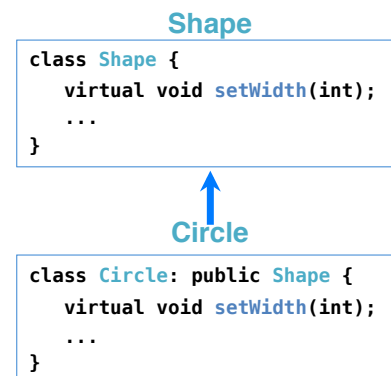 Shape
class Shape {
virtual void setWidth(int);
...
}
Circle
class Circle: public Shape {
virtual void setWidth(int);
...
}